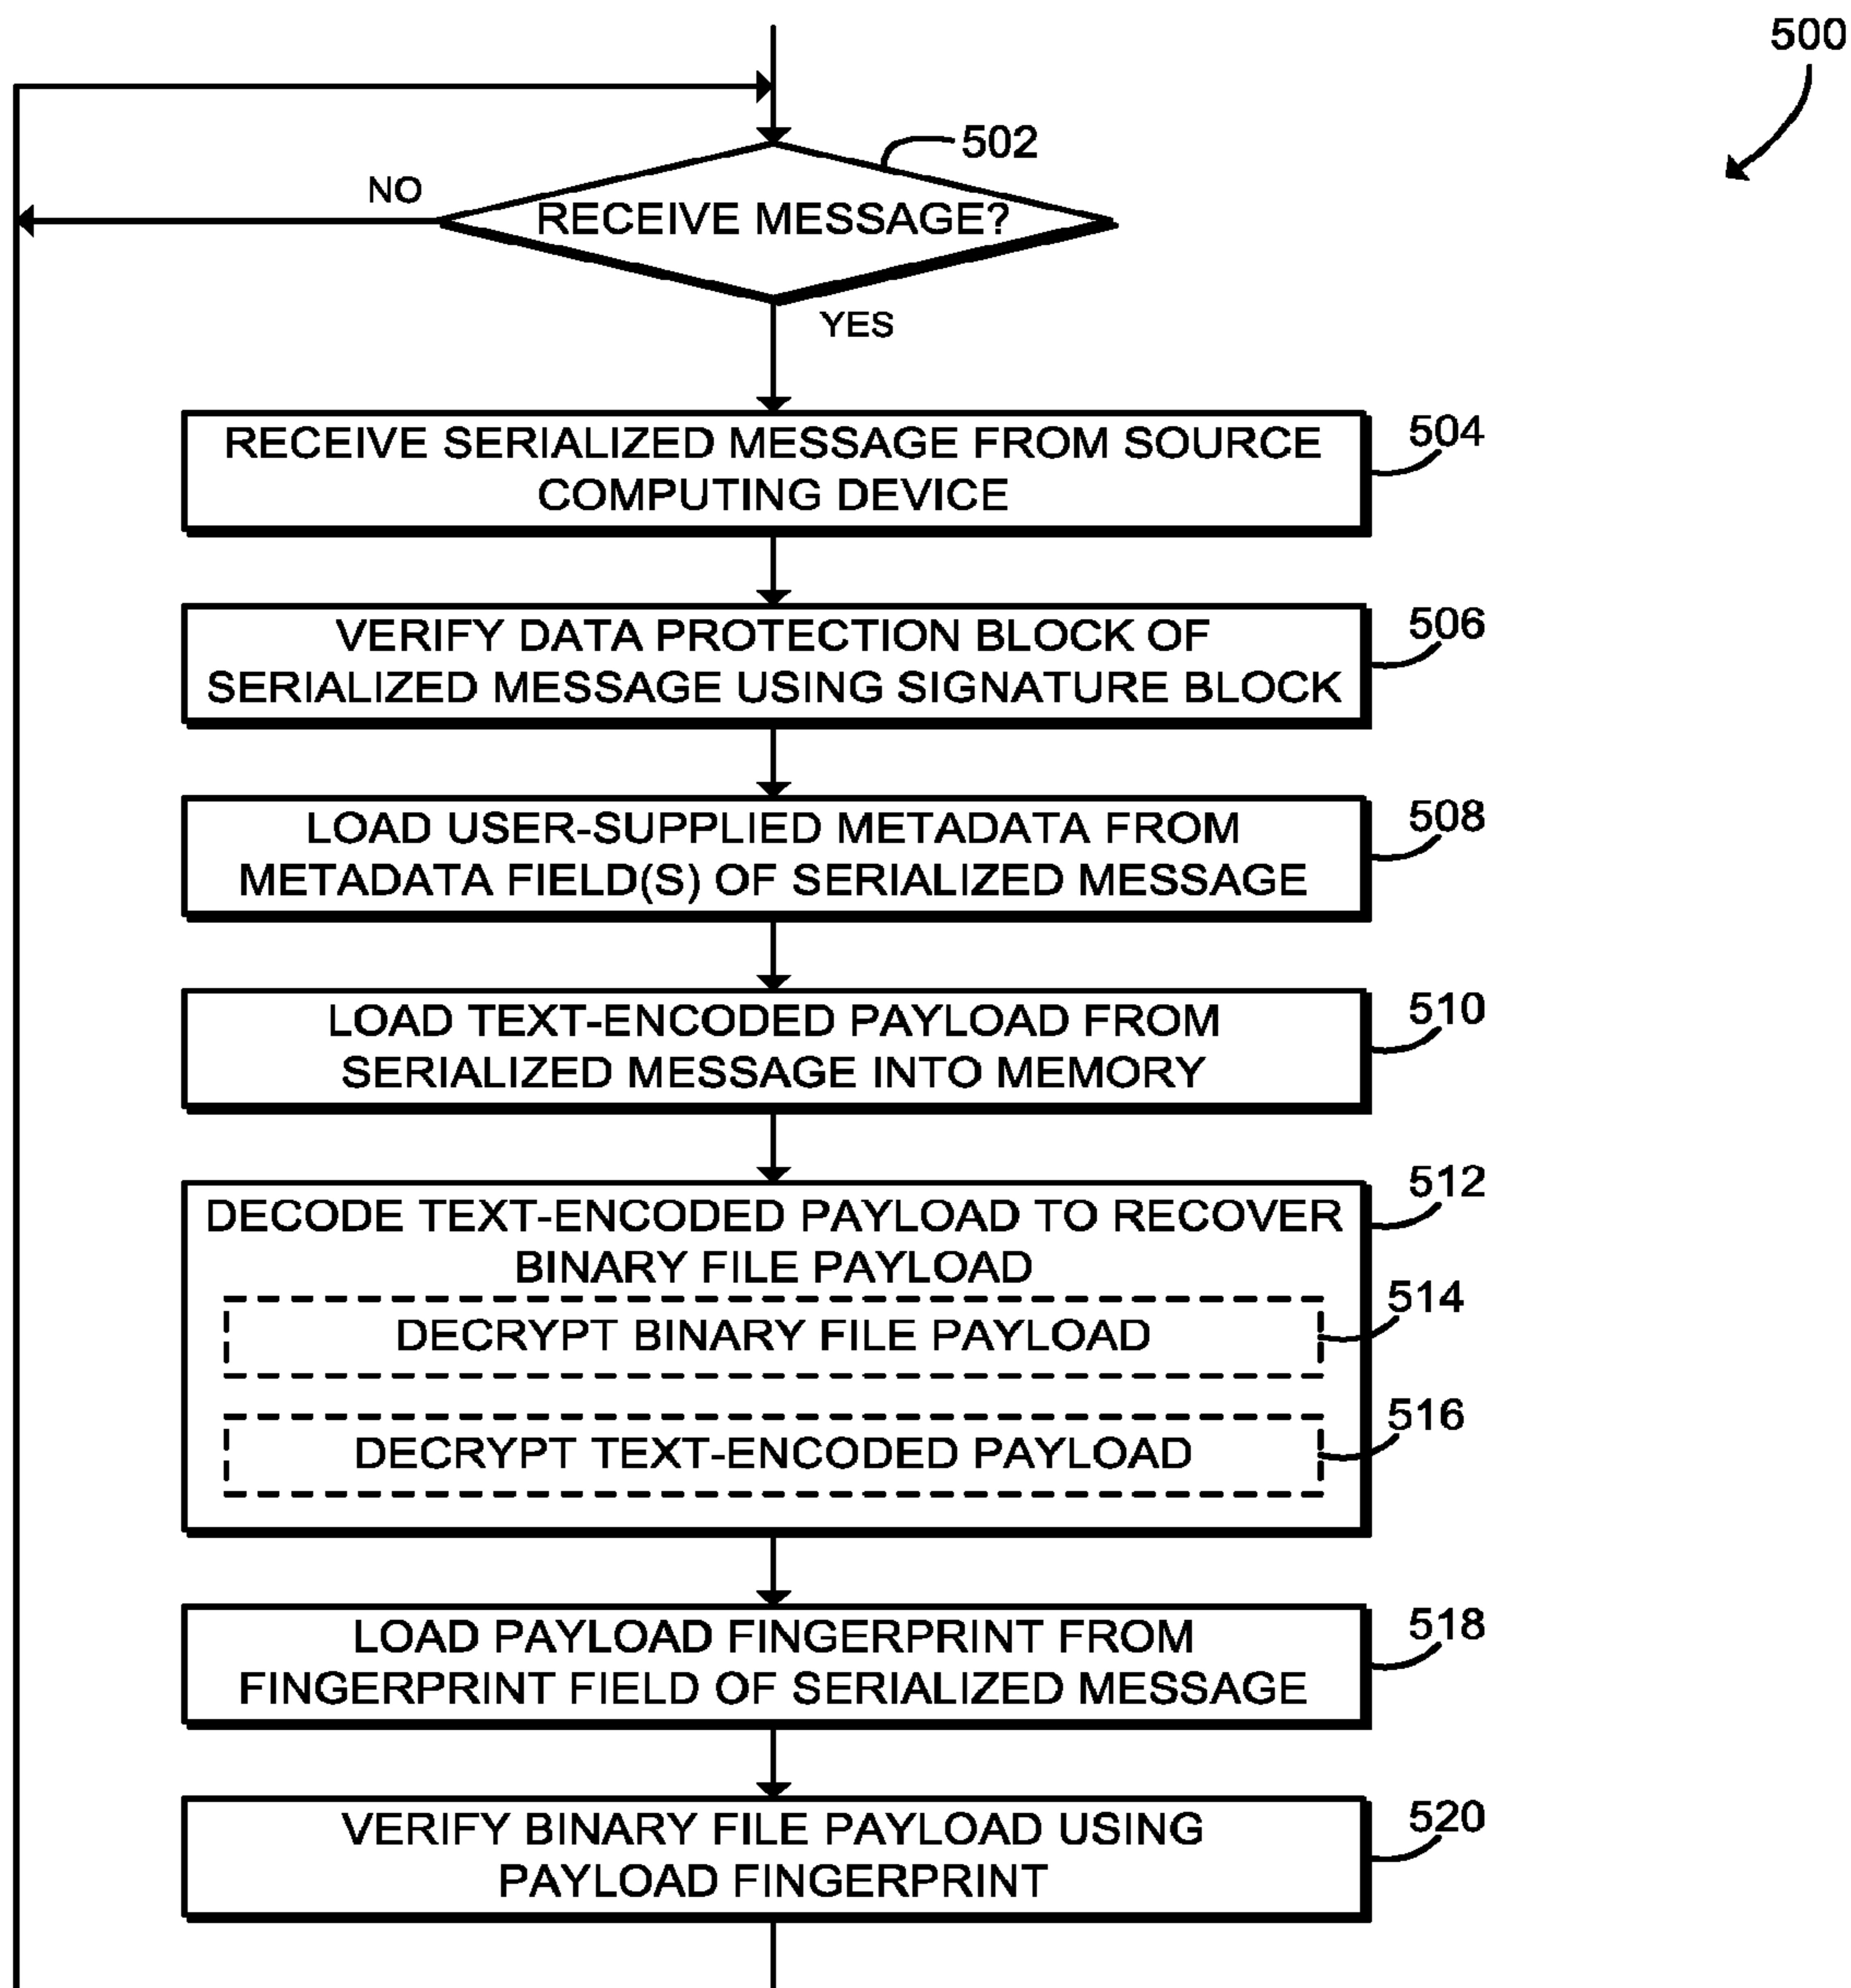 500
502
NO
RECEIVE MESSAGE?
YES
RECEIVE SERIALIZED MESSAGE FROM SOURCE
COMPUTING DEVICE
504
VERIFY DATA PROTECTION BLOCK OF
SERIALIZED MESSAGE USING SIGNATURE BLOCK
506
LOAD USER-SUPPLIED METADATA FROM
METADATA FIELD(S) OF SERIALIZED MESSAGE
508
LOAD TEXT-ENCODED PAYLOAD FROM
SERIALIZED MESSAGE INTO MEMORY
510
DECODE TEXT-ENCODED PAYLOAD TO RECOVER
BINARY FILE PAYLOAD
512
DECRYPT BINARY FILE PAYLOAD
514
DECRYPT TEXT-ENCODED PAYLOAD
516
LOAD PAYLOAD FINGERPRINT FROM
FINGERPRINT FIELD OF SERIALIZED MESSAGE
518
VERIFY BINARY FILE PAYLOAD USING
PAYLOAD FINGERPRINT
520